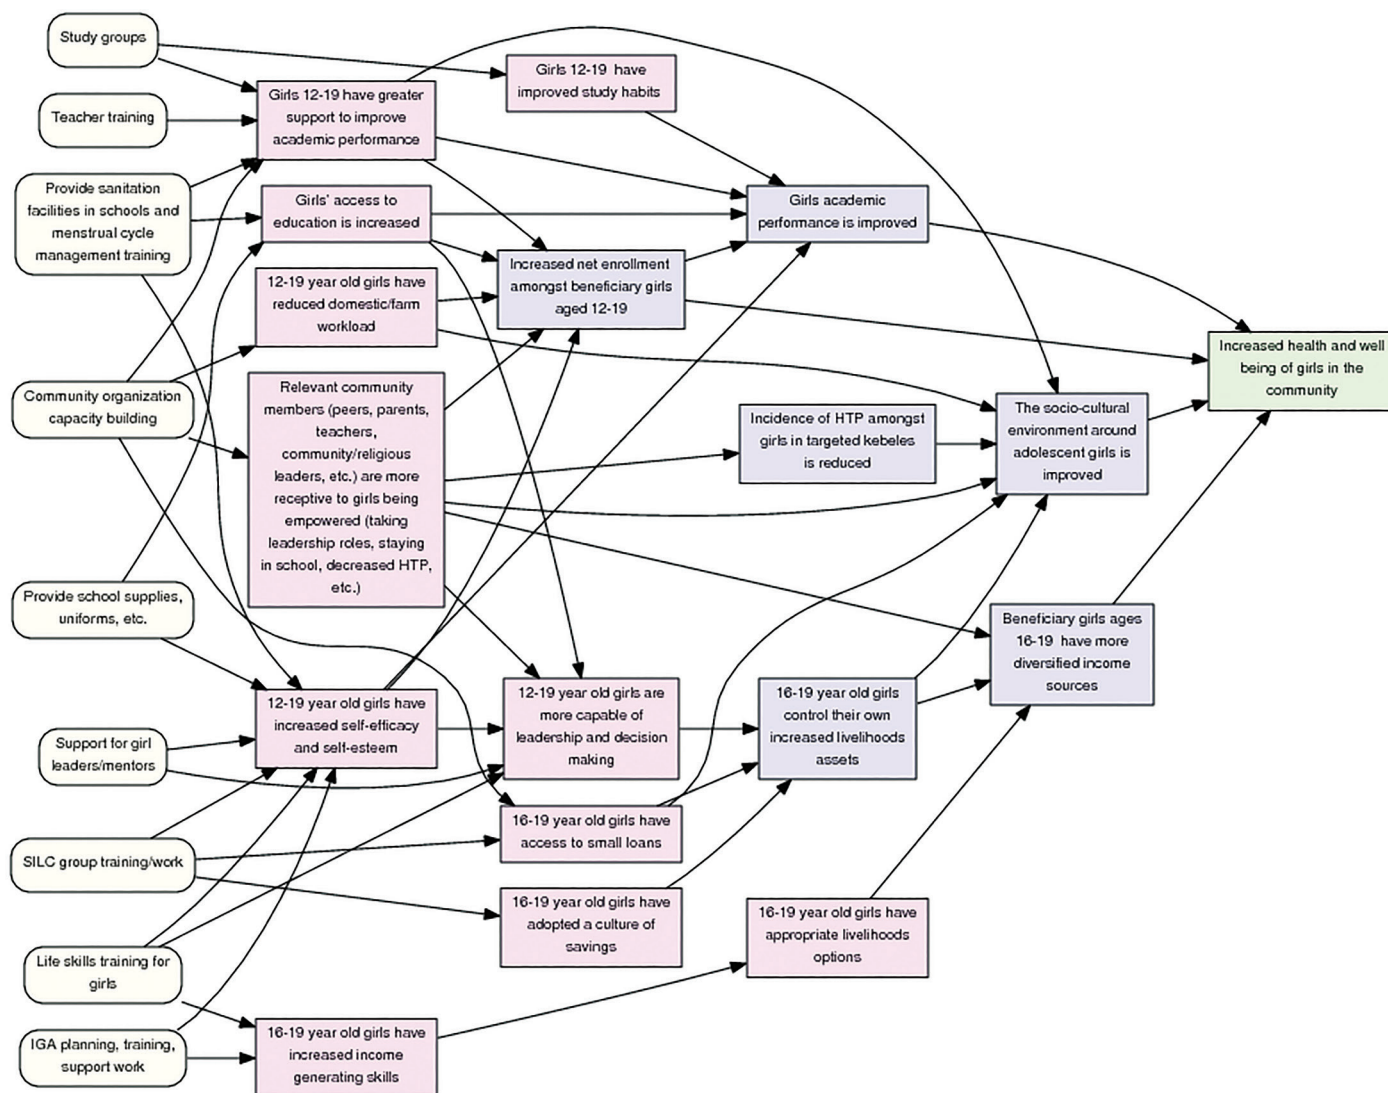 Study groups
Teacher training
Provide sanitation
facilities in schools and
menstrual cycle
management training
Community organization
capacity building
Provide school supplies,
uniforms, etc.
Support for girl
leaders/mentors
SILC group training/work
Life skills training for
girls
IGA planning, training,
support work
Girls 12-19 have greater
support to improve
academic performance
Girls' access to
education is increased
12-19 year old girls have
reduced domestic/farm
workload
Relevant community
members (peers, parents,
teachers,
community/religious
leaders, etc.) are more
receptive to girls being
empowered (taking
leadership roles, staying
in school, decreased HTP,
etc.)
12-19 year old girls have
increased self-efficacy
and self-esteem
16-19 year old girls have
increased income
generating skills
Girls 12-19 have
improved study habits
Increased net enrollment
amongst beneficiary girls
aged 12-19
12-19 year old girls are
more capable of
leadership and decision
making
16-19 year old girls have
access to small loans
16-19 year old girls have
adopted a culture of
savings
Girls academic
performance is improved
Incidence of HTP amongst
girls in targeted kebeles
is reduced
16-19 year old girls
control their own
increased livelihoods
assets
16-19 year old girls have
appropriate livelihoods
options
The socio-cultural
environment around
adolescent girls is
improved
Beneficiary girls ages
16-19 have more
diversified income
sources
Increased health and well
being of girls in the
community